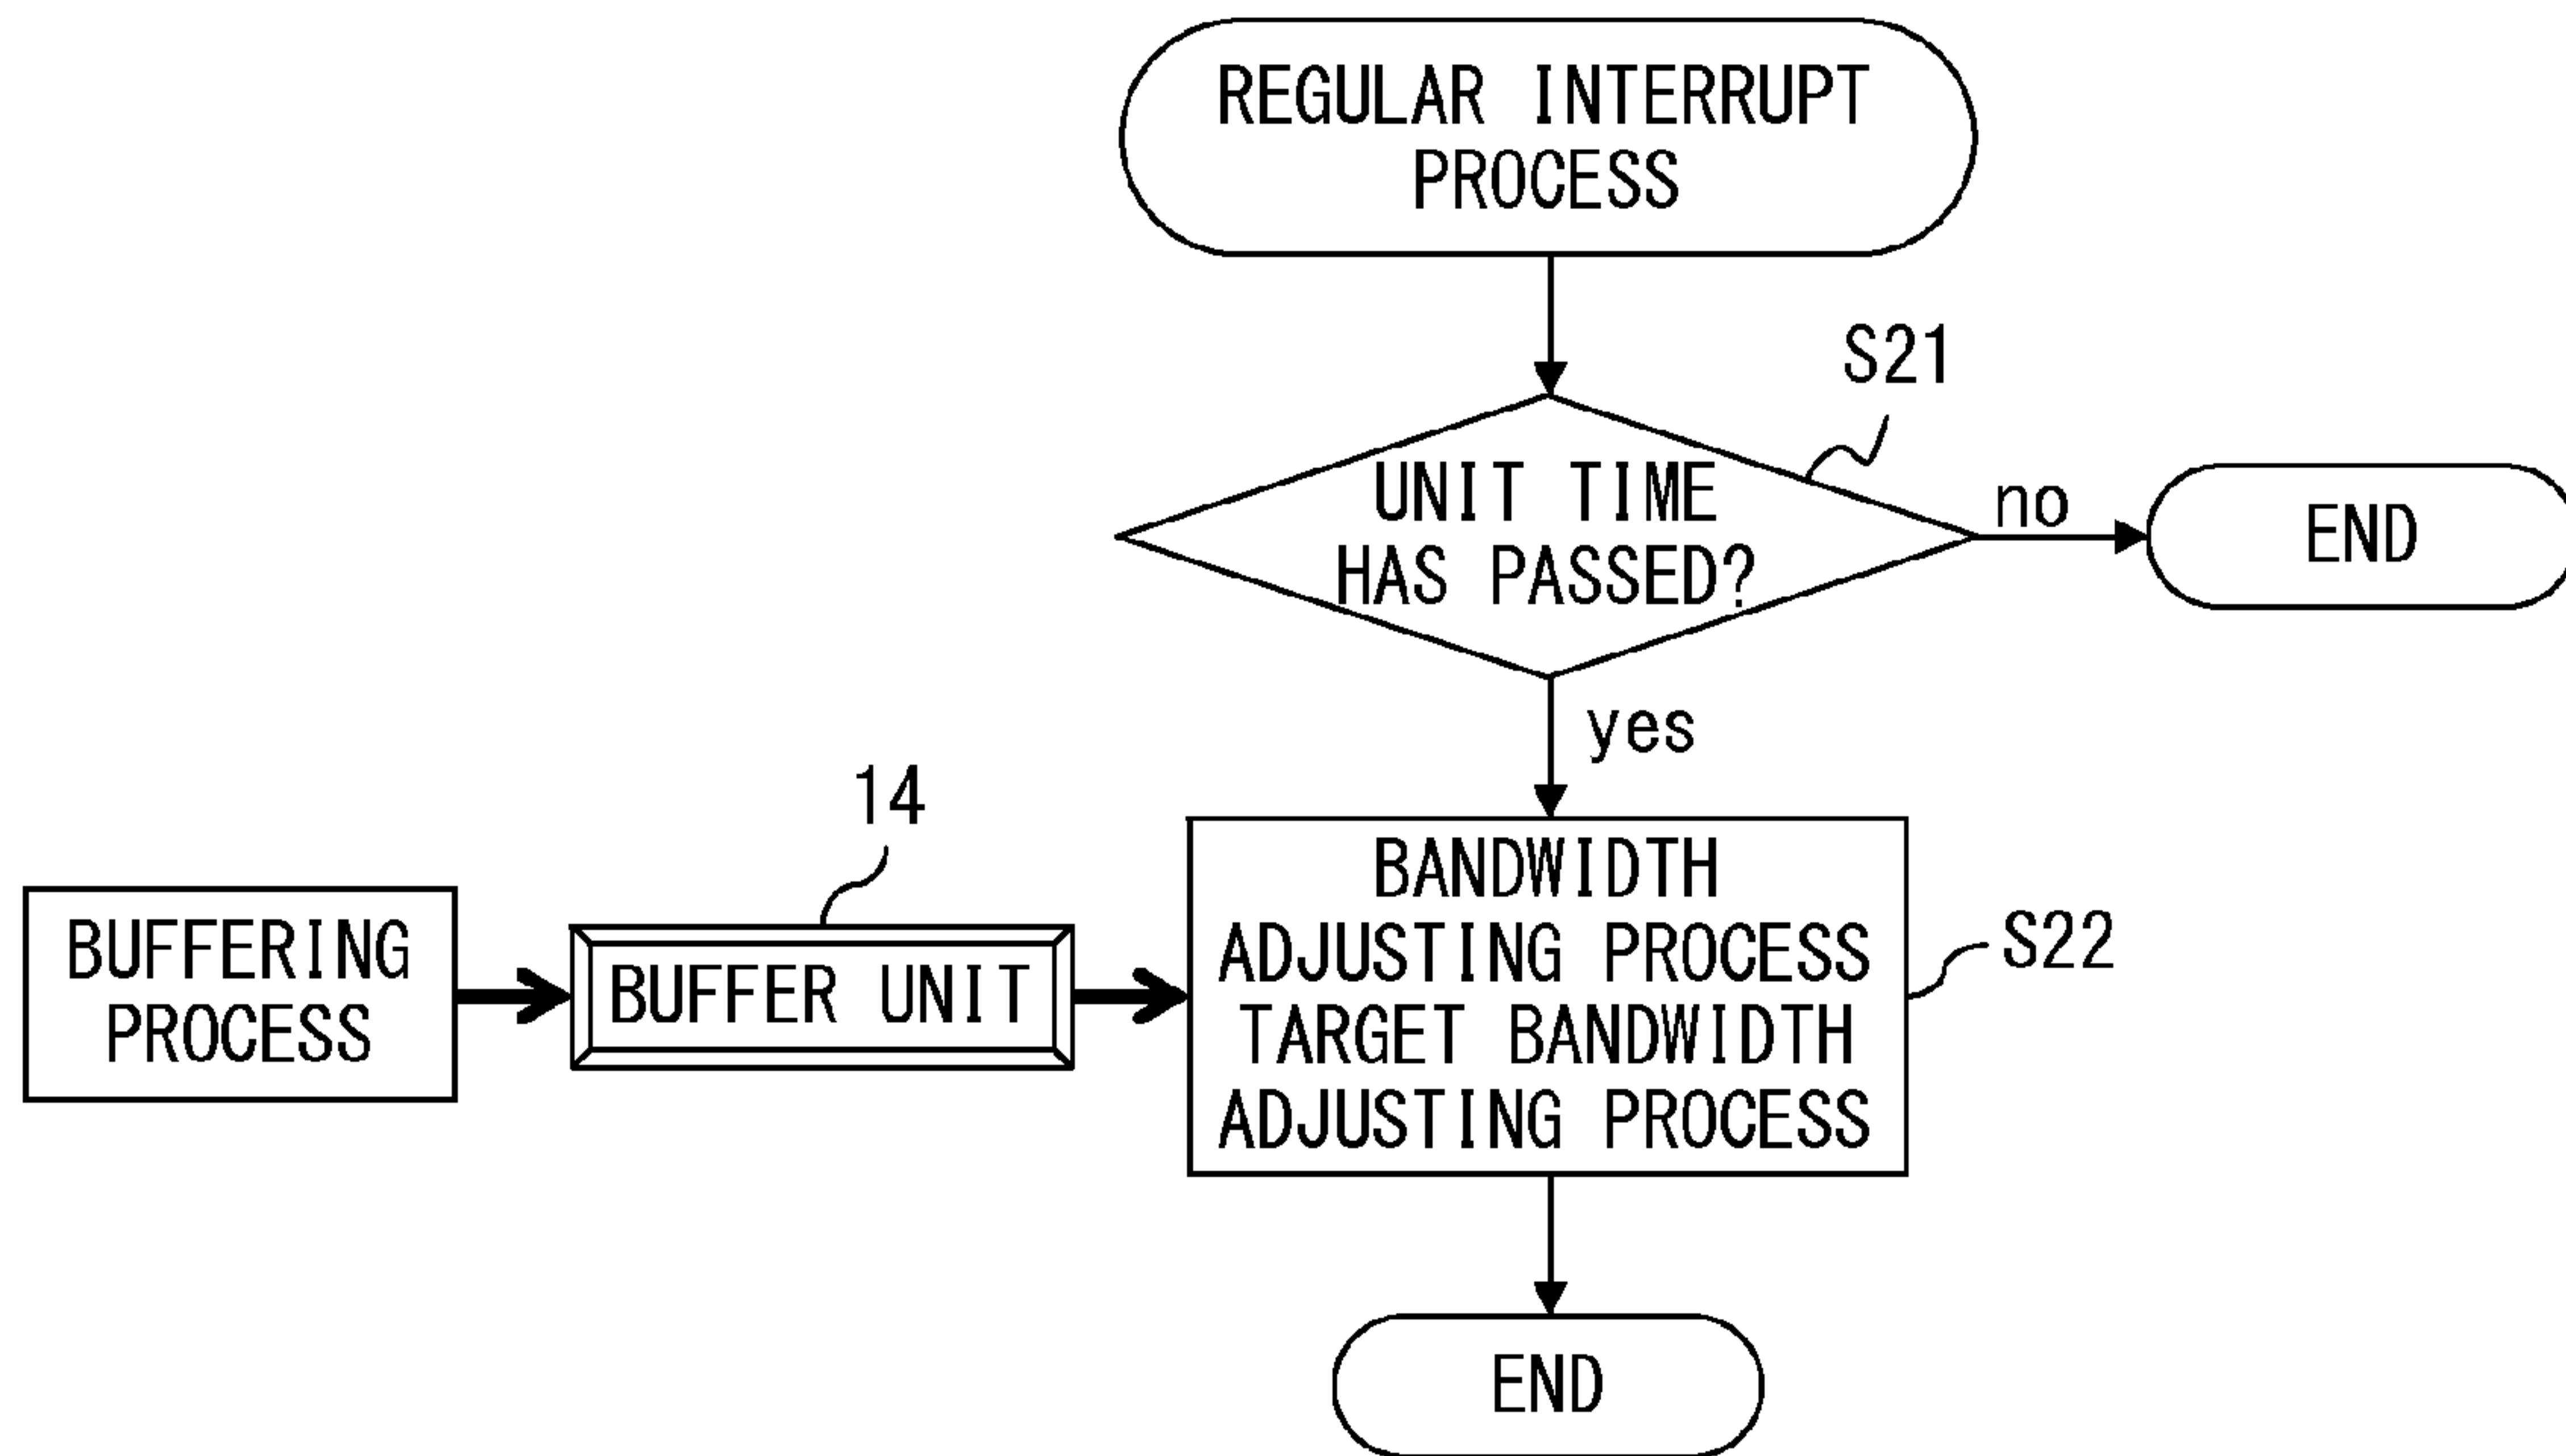 REGULAR INTERRUPT
PROCESS
S21
UNIT TIME
HAS PASSED?
no
END
yes
14
BUFFERING
PROCESS
BUFFER UNIT
BANDWIDTH
ADJUSTING PROCESS
TARGET BANDWIDTH
ADJUSTING PROCESS
S22
END